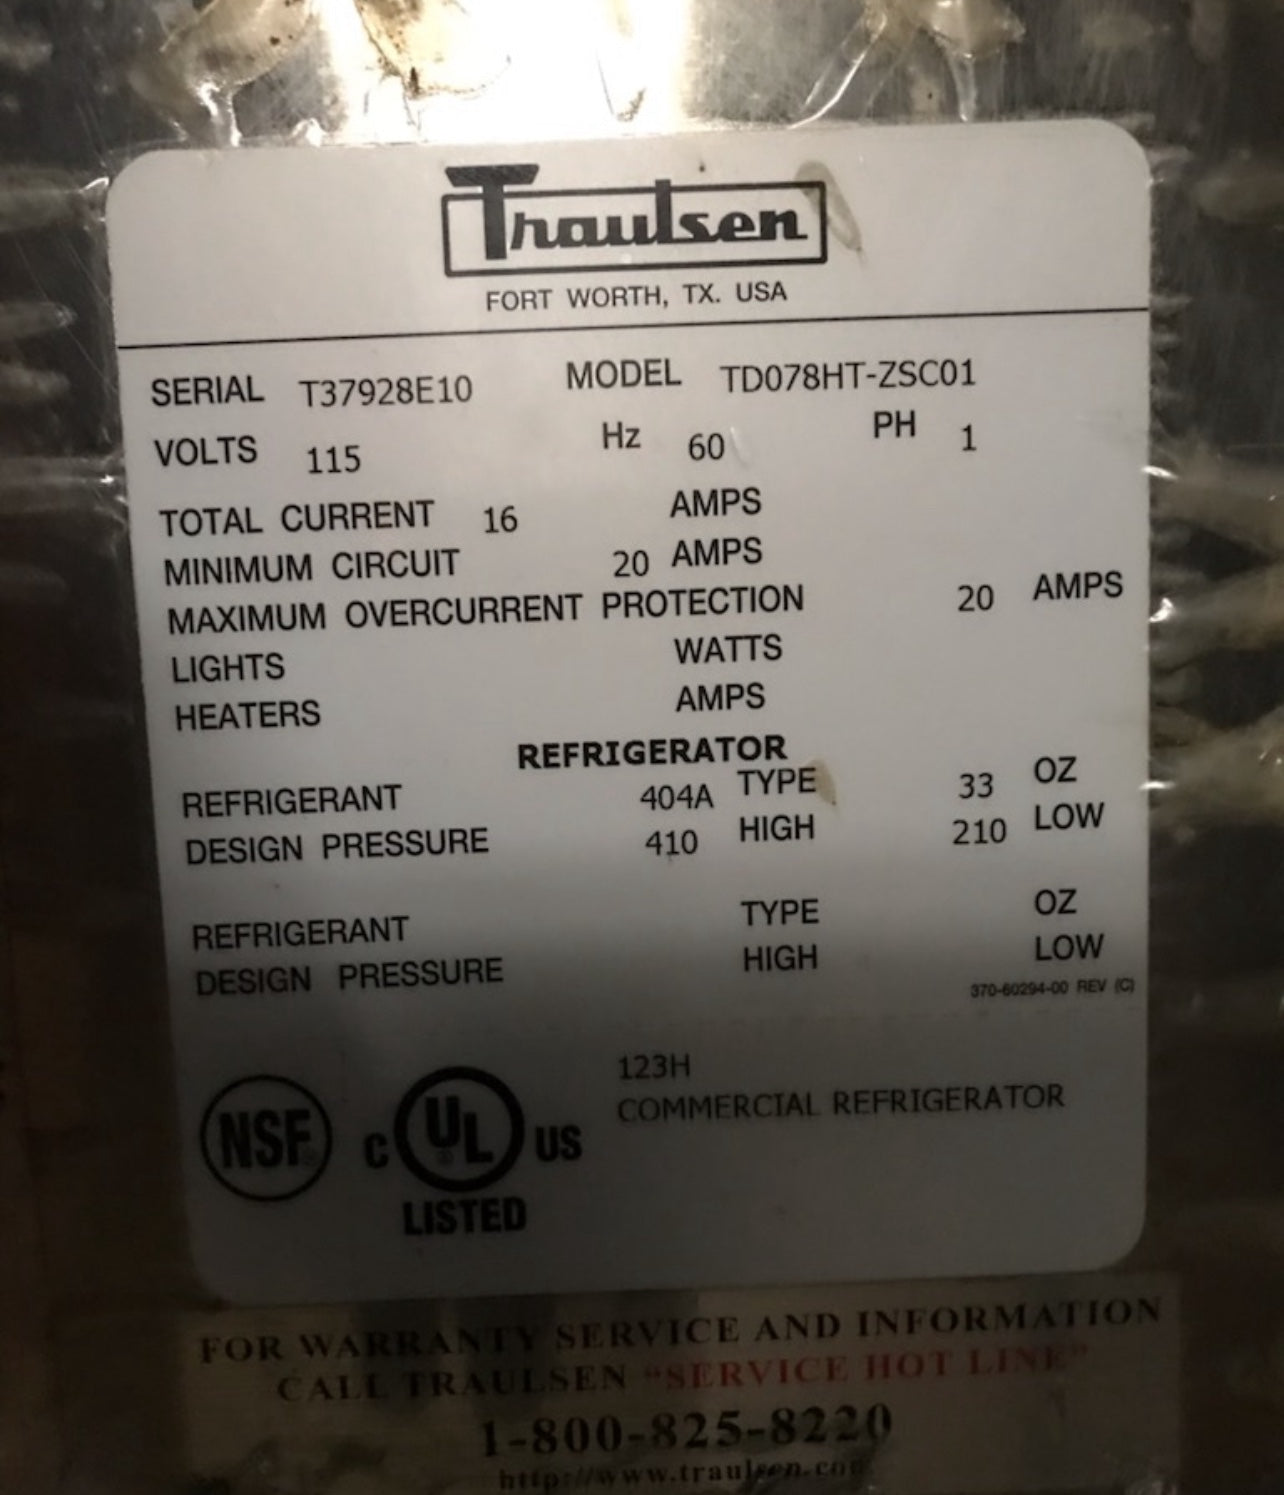 Traulsen
FORT WORTH, TX. USA
SERIAL T37928E10 MODEL TD078HT-ZSC01
VOLTS 115 Hz 60 PH 1
TOTAL CURRENT 16 AMPS
MINIMUM CIRCUIT 20 AMPS
MAXIMUM OVERCURRENT PROTECTION 20 AMPS
LIGHTS WATTS
HEATERS AMPS
REFRIGERATOR
REFRIGERANT 404A TYPE 33 OZ
DESIGN PRESSURE 410 HIGH 210 LOW
REFRIGERANT TYPE OZ
DESIGN PRESSURE HIGH LOW
370-60294-00 REV (C)
123H
COMMERCIAL REFRIGERATOR
NSF®
C UL® US
LISTED
FOR WARRANTY SERVICE AND INFORMATION
CALL TRAULSEN "SERVICE HOT LINE"
1-800-825-8220
http://www.traulsen.com